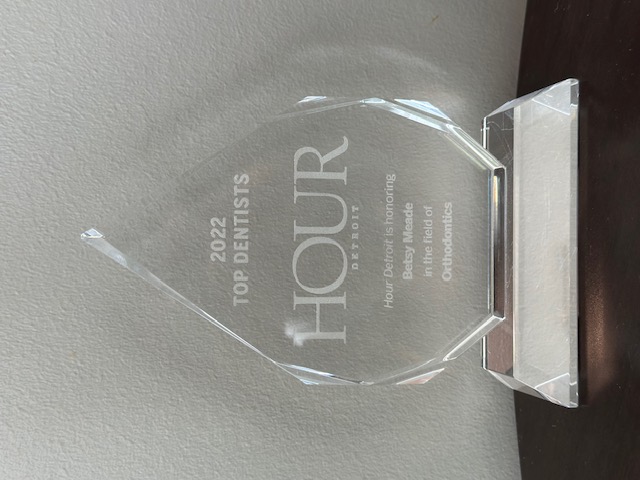 2022
TOP DENTISTS
HOUR
DETROIT
Hour Detroit is honoring
Betsy Meade
in the field of
Orthodontics